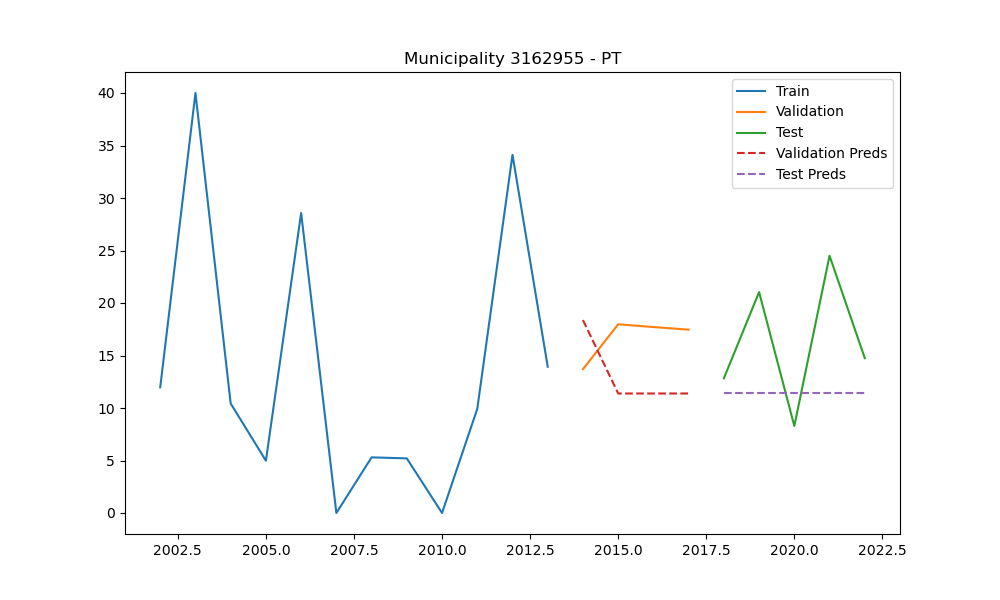 Municipality 3162955 - PT
40
35
30
25
20
15
10
5
0
2002.5 2005.0 2007.5 2010.0 2012.5 2015.0 2017.5 2020.0 2022.5
Train
Validation
Test
Validation Preds
Test Preds